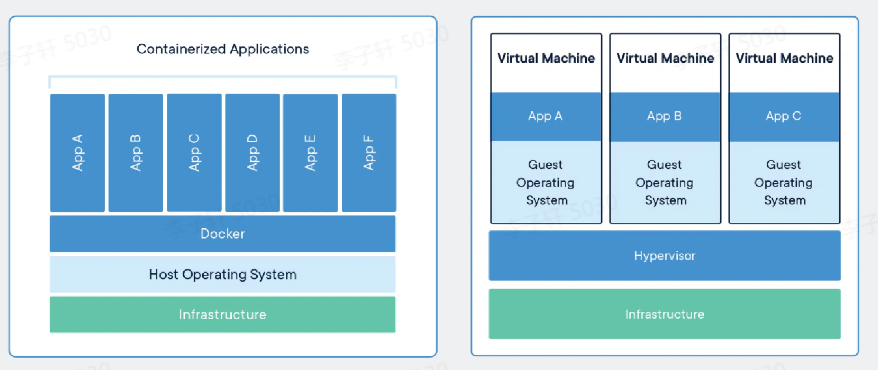 Containerized Applications
App A
App B
App C
App D
App E
App F
Docker
Host Operating System
Infrastructure
Virtual Machine
App A
Guest
Operating
System
Virtual Machine
App B
Guest
Operating
System
Virtual Machine
App C
Guest
Operating
System
Hypervisor
Infrastructure
李子轩 5030